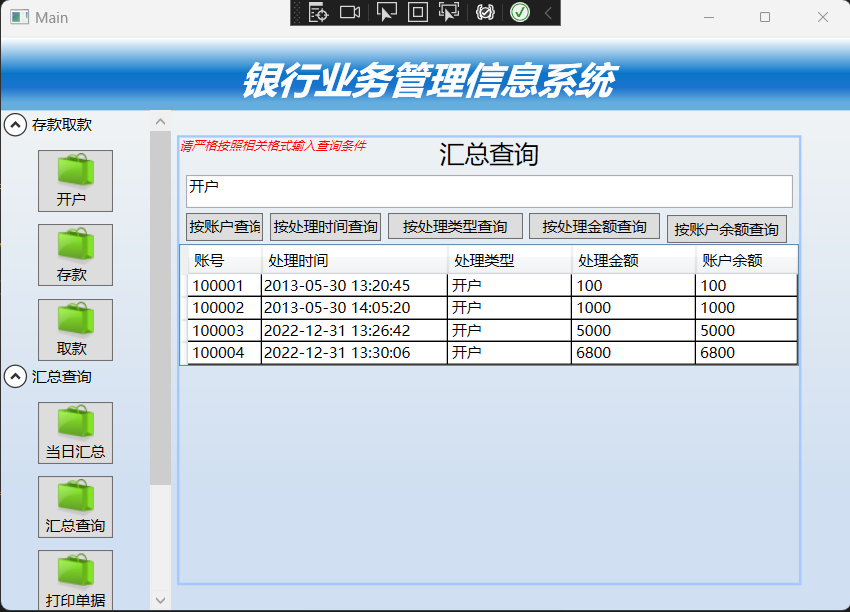 Main
银行业务管理信息系统
存款取款
开户
存款
取款
汇总查询
当日汇总
汇总查询
打印单据
请严格按照相关格式输入查询条件
汇总查询
开户
按账户查询 按处理时间查询 按处理类型查询 按处理金额查询 按账户余额查询
账号 处理时间 处理类型 处理金额 账户余额
100001 2013-05-30 13:20:45 开户 100 100
100002 2013-05-30 14:05:20 开户 1000 1000
100003 2022-12-31 13:26:42 开户 5000 5000
100004 2022-12-31 13:30:06 开户 6800 6800